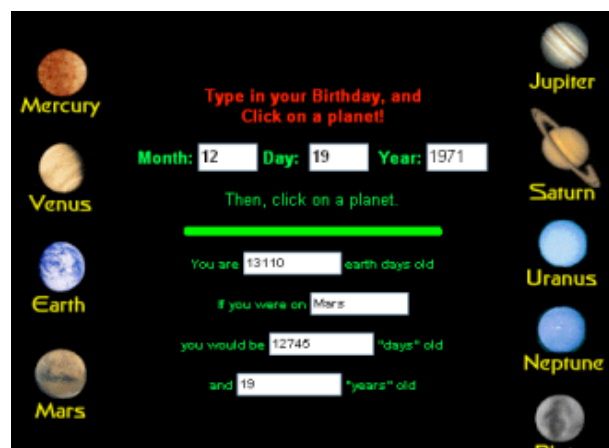 Mercury
Venus
Earth
Mars
Type in your Birthday, and
Click on a planet!
Month: 12 Day: 19 Year: 1971
Then, click on a planet.
You are 13110 earth days old
If you were on Mars
you would be 12745 "days" old
and 19 "years" old
Jupiter
Saturn
Uranus
Neptune